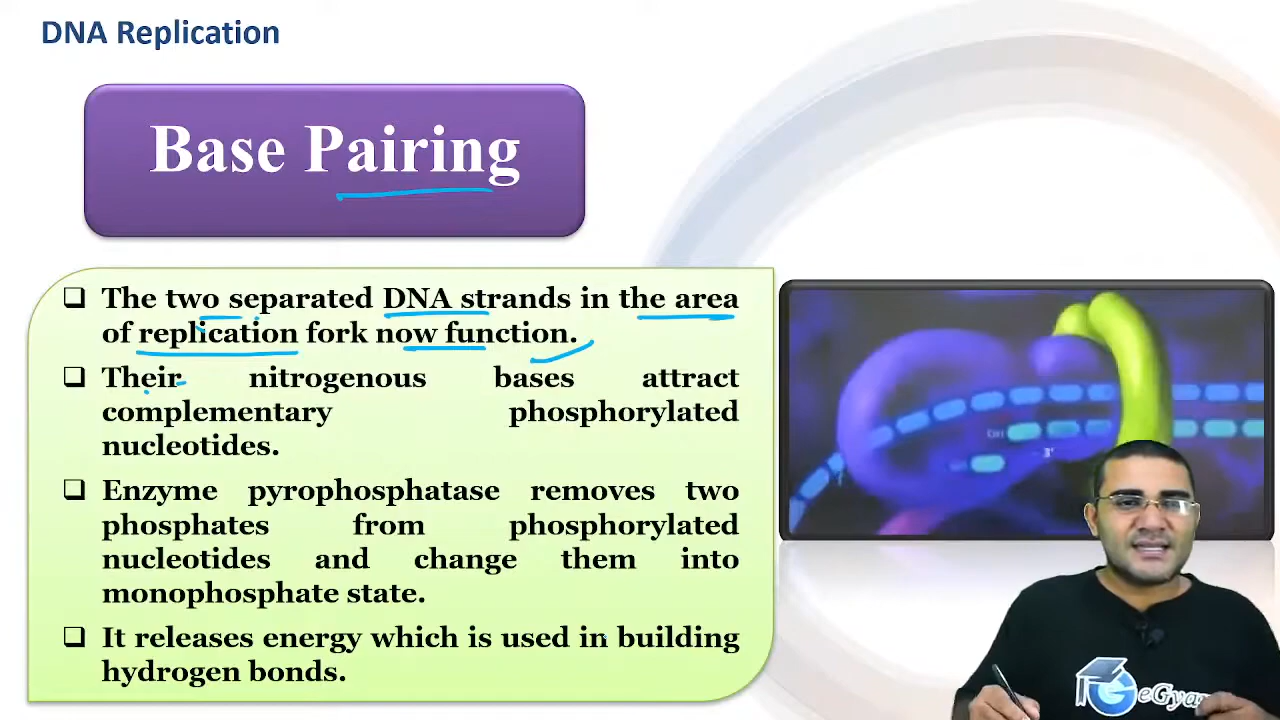 DNA Replication
Base Pairing
❑ The two separated DNA strands in the area
of replication fork now function.
❑ Their nitrogenous bases attract
complementary phosphorylated
nucleotides.
❑ Enzyme pyrophosphatase removes two
phosphates from phosphorylated
nucleotides and change them into
monophosphate state.
❑ It releases energy which is used in building
hydrogen bonds.
3'